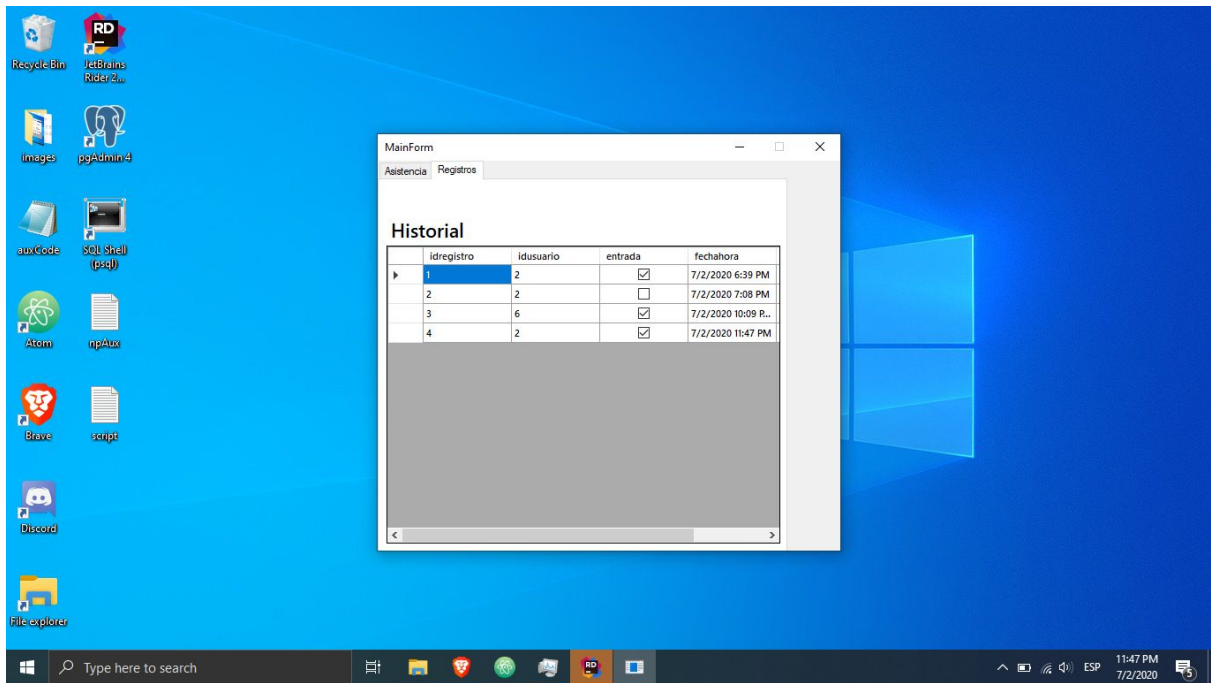 Recycle Bin
JetBrains
Rider 2...
images
pgAdmin 4
auxCode
SQL Shell
(psql)
Atom
npAux
Brave
script
Discord
File explorer
RD
MainForm
Asistencia Registros
Historial
idregistro idusuario entrada fechahora
1 2 7/2/2020 6:39 PM
2 2 7/2/2020 7:08 PM
3 6 7/2/2020 10:09 P...
4 2 7/2/2020 11:47 PM
Type here to search
RD
ESP
11:47 PM
7/2/2020
5